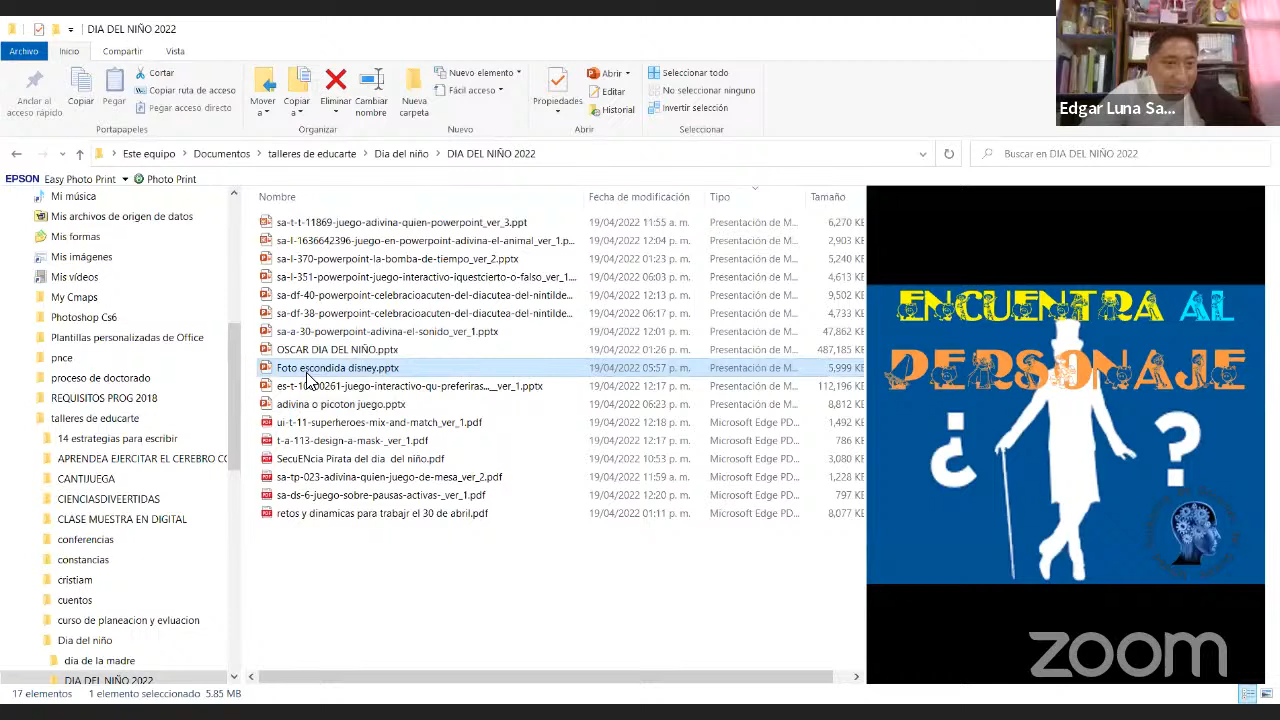 DIA DEL NIÑO 2022
Archivo Inicio Compartir Vista
Edgar Luna Sa...
Andar al acceso rápido
Copiar
Pegar
Cortar
Copiar ruta de acceso
Pegar acceso directo
Portapapeles
Mover a
Copiar a
Eliminar
Cambiar nombre
Organizar
Nueva carpeta
Nuevo elemento
Fácil acceso
Nuevo
Propiedades
Abrir
Editar
Historial
Abrir
Seleccionar todo
No seleccionar ninguno
Invertir selección
Seleccionar
Este equipo > Documentos > talleres de educarte > Dia del niño > DIA DEL NIÑO 2022
Buscar en DIA DEL NIÑO 2022
EPSON Easy Photo Print Photo Print
Mi música
Mis archivos de origen de datos
Mis formas
Mis imágenes
Mis vídeos
My Cmaps
Photoshop Cs6
Plantillas personalizadas de Office
pnce
proceso de doctorado
REQUISITOS PROG 2018
talleres de educarte
14 estrategias para escribir
APRENDEA EJERCITAR EL CEREBRO CO
CANTIJUEGA
CIENCIASDIVEERTIDAS
CLASE MUESTRA EN DIGITAL
conferencias
constancias
cristiam
cuentos
curso de planeacion y evluacion
Dia del niño
dia de la madre
DIA DEL NIÑO 2022
Nombre Fecha de modificación Tipo Tamaño
sa-t-t-11869-juego-adivina-quien-powerpoint_ver_3.ppt 19/04/2022 11:55 a. m. Presentación de M... 6,270 KB
sa-l-1636642396-juego-en-powerpoint-adivina-el-animal_ver_1.p... 19/04/2022 12:04 p. m. Presentación de M... 2,903 KB
sa-l-370-powerpoint-la-bomba-de-tiempo_ver_2.pptx 19/04/2022 01:23 p. m. Presentación de M... 5,240 KB
sa-l-351-powerpoint-juego-interactivo-iquestcierto-o-falso_ver_1.... 19/04/2022 06:03 p. m. Presentación de M... 4,613 KB
sa-df-40-powerpoint-celebracioacuten-del-diacutea-del-nintilde... 19/04/2022 12:13 p. m. Presentación de M... 9,502 KB
sa-df-38-powerpoint-celebracioacuten-del-diacutea-del-nintilde... 19/04/2022 06:17 p. m. Presentación de M... 4,733 KB
sa-a-30-powerpoint-adivina-el-sonido_ver_1.pptx 19/04/2022 12:01 p. m. Presentación de M... 47,862 KB
OSCAR DIA DEL NIÑO.pptx 19/04/2022 01:26 p. m. Presentación de M... 487,185 KB
Foto escondida disney.pptx 19/04/2022 05:57 p. m. Presentación de M... 5,999 KB
19/04/2022 12:17 p. m. Presentación de M... 112,196 KB
adivina o picoton juego.pptx 19/04/2022 06:23 p. m. Presentación de M... 8,812 KB
ui-t-11-superheroes-mix-and-match_ver_1.pdf 19/04/2022 12:18 p. m. Microsoft Edge PD... 1,492 KB
t-a-113-design-a-mask-_ver_1.pdf 19/04/2022 12:17 p. m. Microsoft Edge PD... 786 KB
SecuENcia Pirata del dia del niño.pdf 19/04/2022 10:53 p. m. Microsoft Edge PD... 3,080 KB
sa-tp-023-adivina-quien-juego-de-mesa_ver_2.pdf 19/04/2022 11:59 a. m. Microsoft Edge PD... 1,228 KB
sa-ds-6-juego-sobre-pausas-activas-_ver_1.pdf 19/04/2022 12:20 p. m. Microsoft Edge PD... 797 KB
retos y dinamicas para trabajr el 30 de abril.pdf 19/04/2022 01:11 p. m. Microsoft Edge PD... 8,077 KB
ENCUENTRA AL
PERSONAJE
¿ ?
zoom
17 elementos 1 elemento seleccionado 5.85 MB